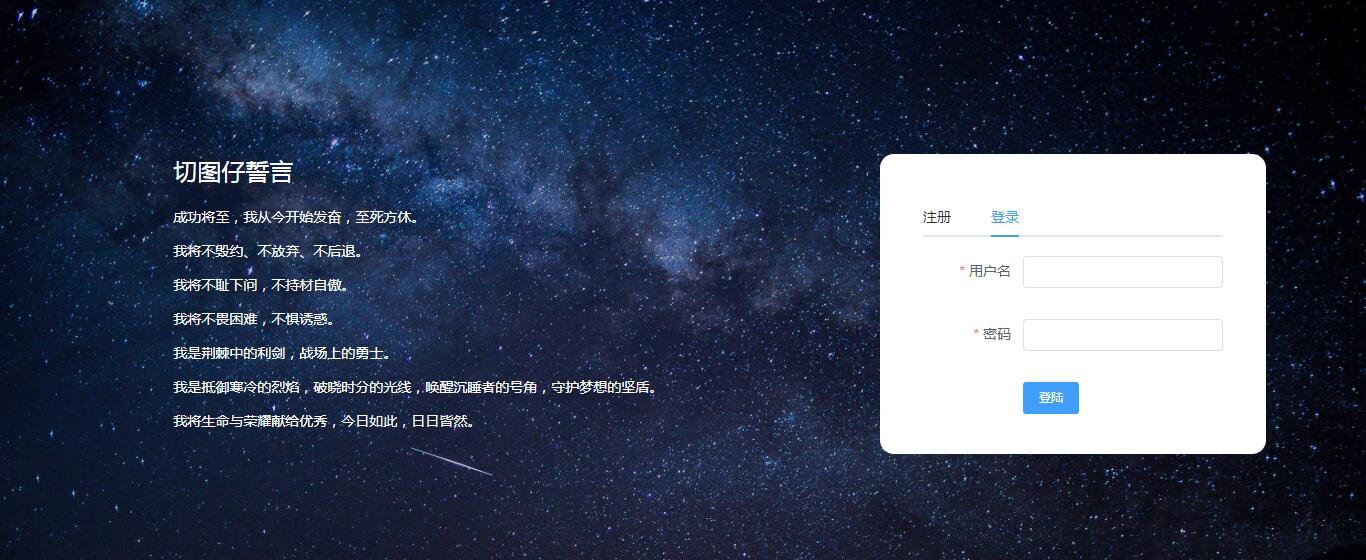 切图仔誓言
成功将至，我从今开始发奋，至死方休。
我将不毁约、不放弃、不后退。
我将不耻下问，不持材自傲。
我将不畏困难，不惧诱惑。
我是荆棘中的利剑，战场上的勇士。
我是抵御寒冷的烈焰，破晓时分的光线，唤醒沉睡者的号角，守护梦想的坚盾。
我将生命与荣耀献给优秀，今日如此，日日皆然。
注册 登录
* 用户名
* 密码
登陆